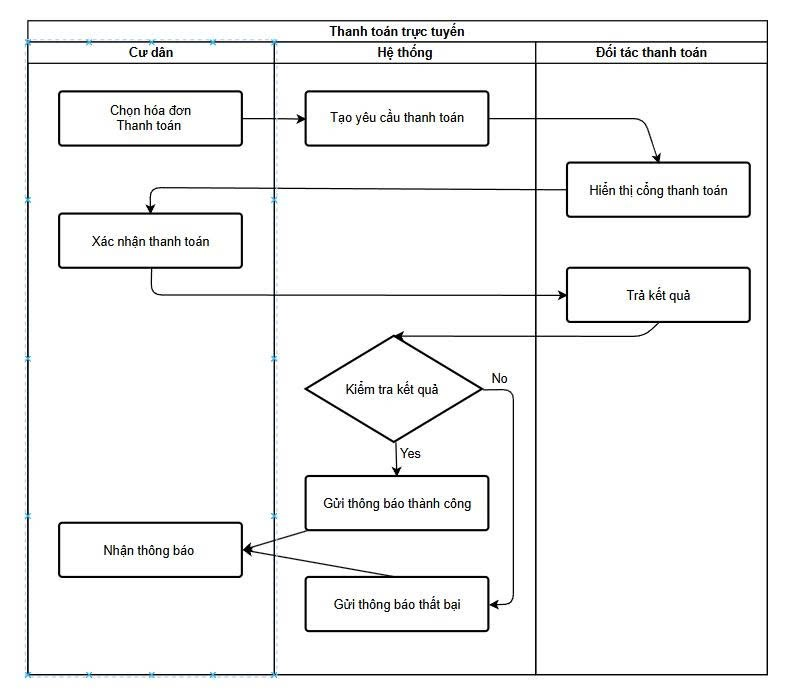 Thanh toán trực tuyến
Cư dân
Hệ thống
Đối tác thanh toán
Chọn hóa đơn
Thanh toán
Tạo yêu cầu thanh toán
Hiển thị cổng thanh toán
Xác nhận thanh toán
Trả kết quả
Kiểm tra kết quả
No
Yes
Gửi thông báo thành công
Nhận thông báo
Gửi thông báo thất bại